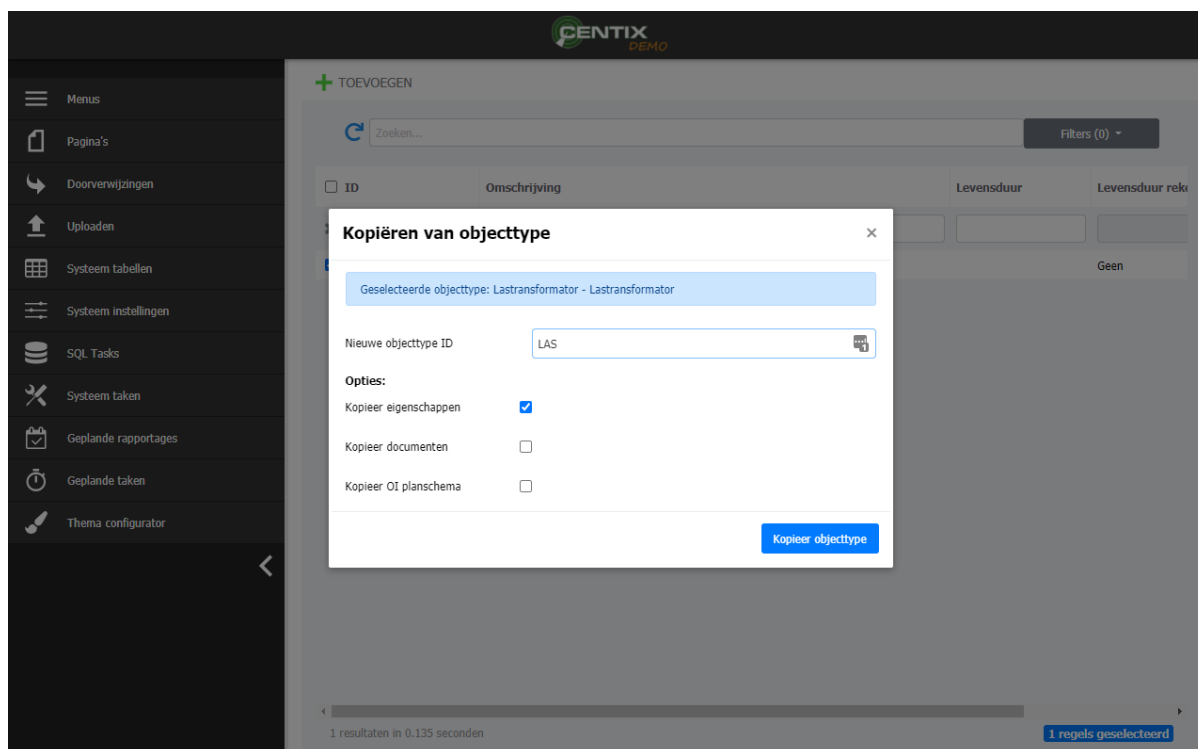 CENTIX
DEMO
TOEVOEGEN
Menus
Pagina's
Doorverwijzingen
Uploaden
Systeem tabellen
Systeem instellingen
SQL Tasks
Systeem taken
Geplande rapportages
Geplande taken
Thema configurator
Zoeken...
Filters (0)
ID Omschrijving Levensduur Levensduur reke
Geen
Kopiëren van objecttype
Geselecteerde objecttype: Lastransformator - Lastransformator
Nieuwe objecttype ID LAS
Opties:
Kopieer eigenschappen
Kopieer documenten
Kopieer OI planschema
Kopieer objecttype
1 resultaten in 0.135 seconden
1 regels geselecteerd